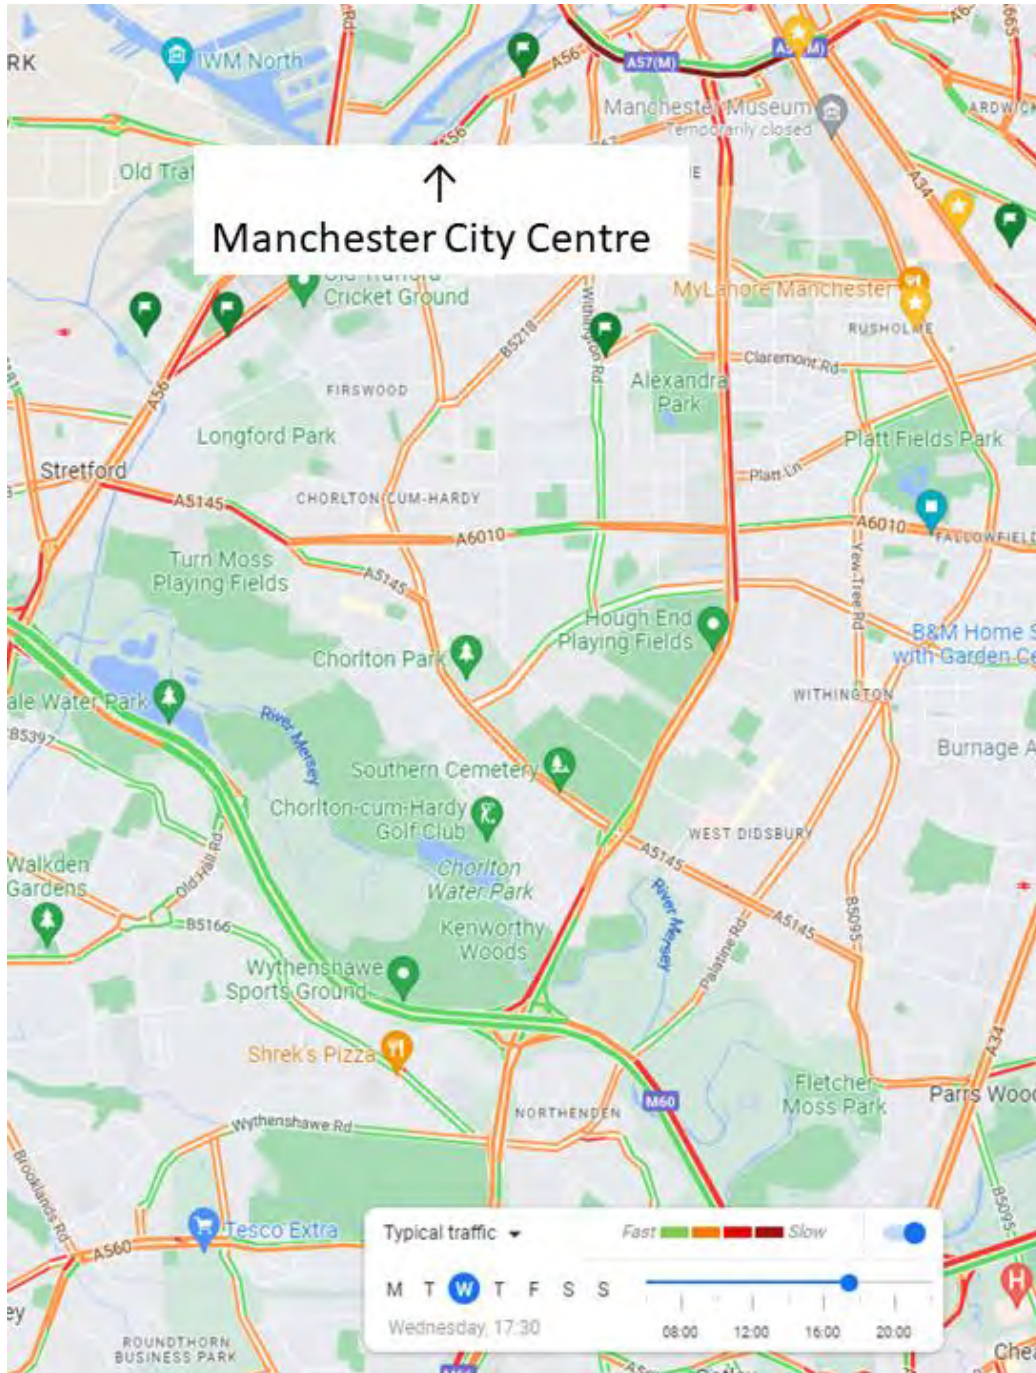 RK
IWM North
A56
A57(M)
Manchester Museum
Temporarily closed
ARDWICK
A34
Old Traf
↑
Manchester City Centre
Cricket Ground
MyLahore Manchester
RUSHOLME
Withington Rd
B5218
Claremont Rd
FIRSWOOD
Alexandra
Park
A56
Longford Park
Platt Fields Park
Stretford
Platt Ln
A5145
CHORLTON-CUM-HARDY
A6010
A6010
FALLOWFIELD
Turn Moss
Playing Fields
A5145
Yew Tree Rd
Hough End
Playing Fields
B&M Home S
with Garden Ce
Chorlton Park
ale Water Park
WITHINGTON
River Mersey
B5397
Burnage A
Southern Cemetery
Chorlton-cum-Hardy
Golf Club
WEST DIDSBURY
A5145
Old Hall Rd
Walkden
Gardens
Chorlton
Water Park
River Mersey
B5095
A5145
B5166
Kenworthy
Woods
Palatine Rd
Wythenshawe
Sports Ground
A34
Shrek's Pizza
Fletcher
Moss Park
Parrs Wood
M60
NORTHENDEN
Wythenshawe Rd
Brooklands Rd
B5095
Tesco Extra
A560
Typical traffic
Fast
Slow
M T W T F S S
Wednesday, 17:30
08:00 12:00 16:00 20:00
H
ey
ROUNDTHORN
BUSINESS PARK
Chea